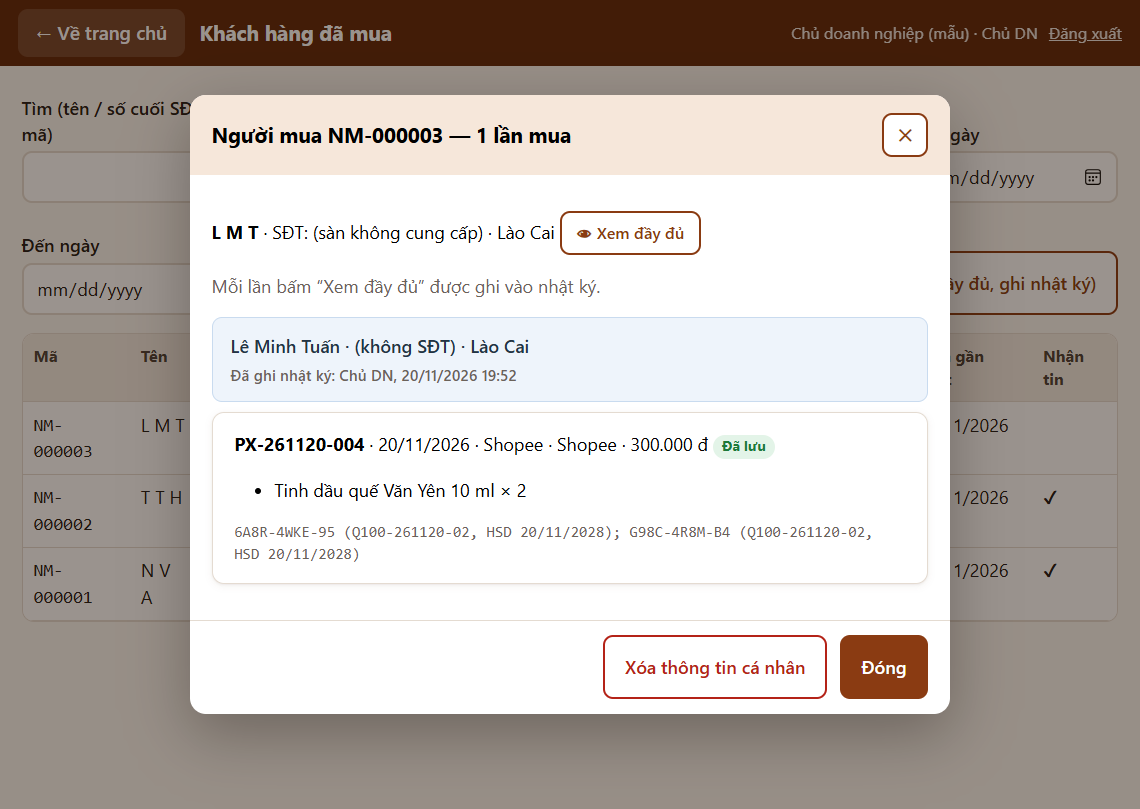 ← Về trang chủ
Khách hàng đã mua
Chủ doanh nghiệp (mẫu) · Chủ DN Đăng xuất
Tìm (tên / số cuối SĐ
mã)
gày
/dd/yyyy
Đến ngày
mm/dd/yyyy
đủ, ghi nhật ký)
Mã
Tên
gần
Nhận
tin
NM-
000003
L M T
1/2026
NM-
000002
T T H
1/2026
✓
NM-
000001
N V
A
1/2026
✓
Người mua NM-000003 — 1 lần mua
×
L M T · SĐT: (sàn không cung cấp) · Lào Cai
👁 Xem đầy đủ
Mỗi lần bấm “Xem đầy đủ” được ghi vào nhật ký.
Lê Minh Tuấn · (không SĐT) · Lào Cai
Đã ghi nhật ký: Chủ DN, 20/11/2026 19:52
PX-261120-004 · 20/11/2026 · Shopee · Shopee · 300.000 đ Đã lưu
• Tinh dầu quế Văn Yên 10 ml × 2
6A8R-4WKE-95 (Q100-261120-02, HSD 20/11/2028); G98C-4R8M-B4 (Q100-261120-02,
HSD 20/11/2028)
Xóa thông tin cá nhân
Đóng